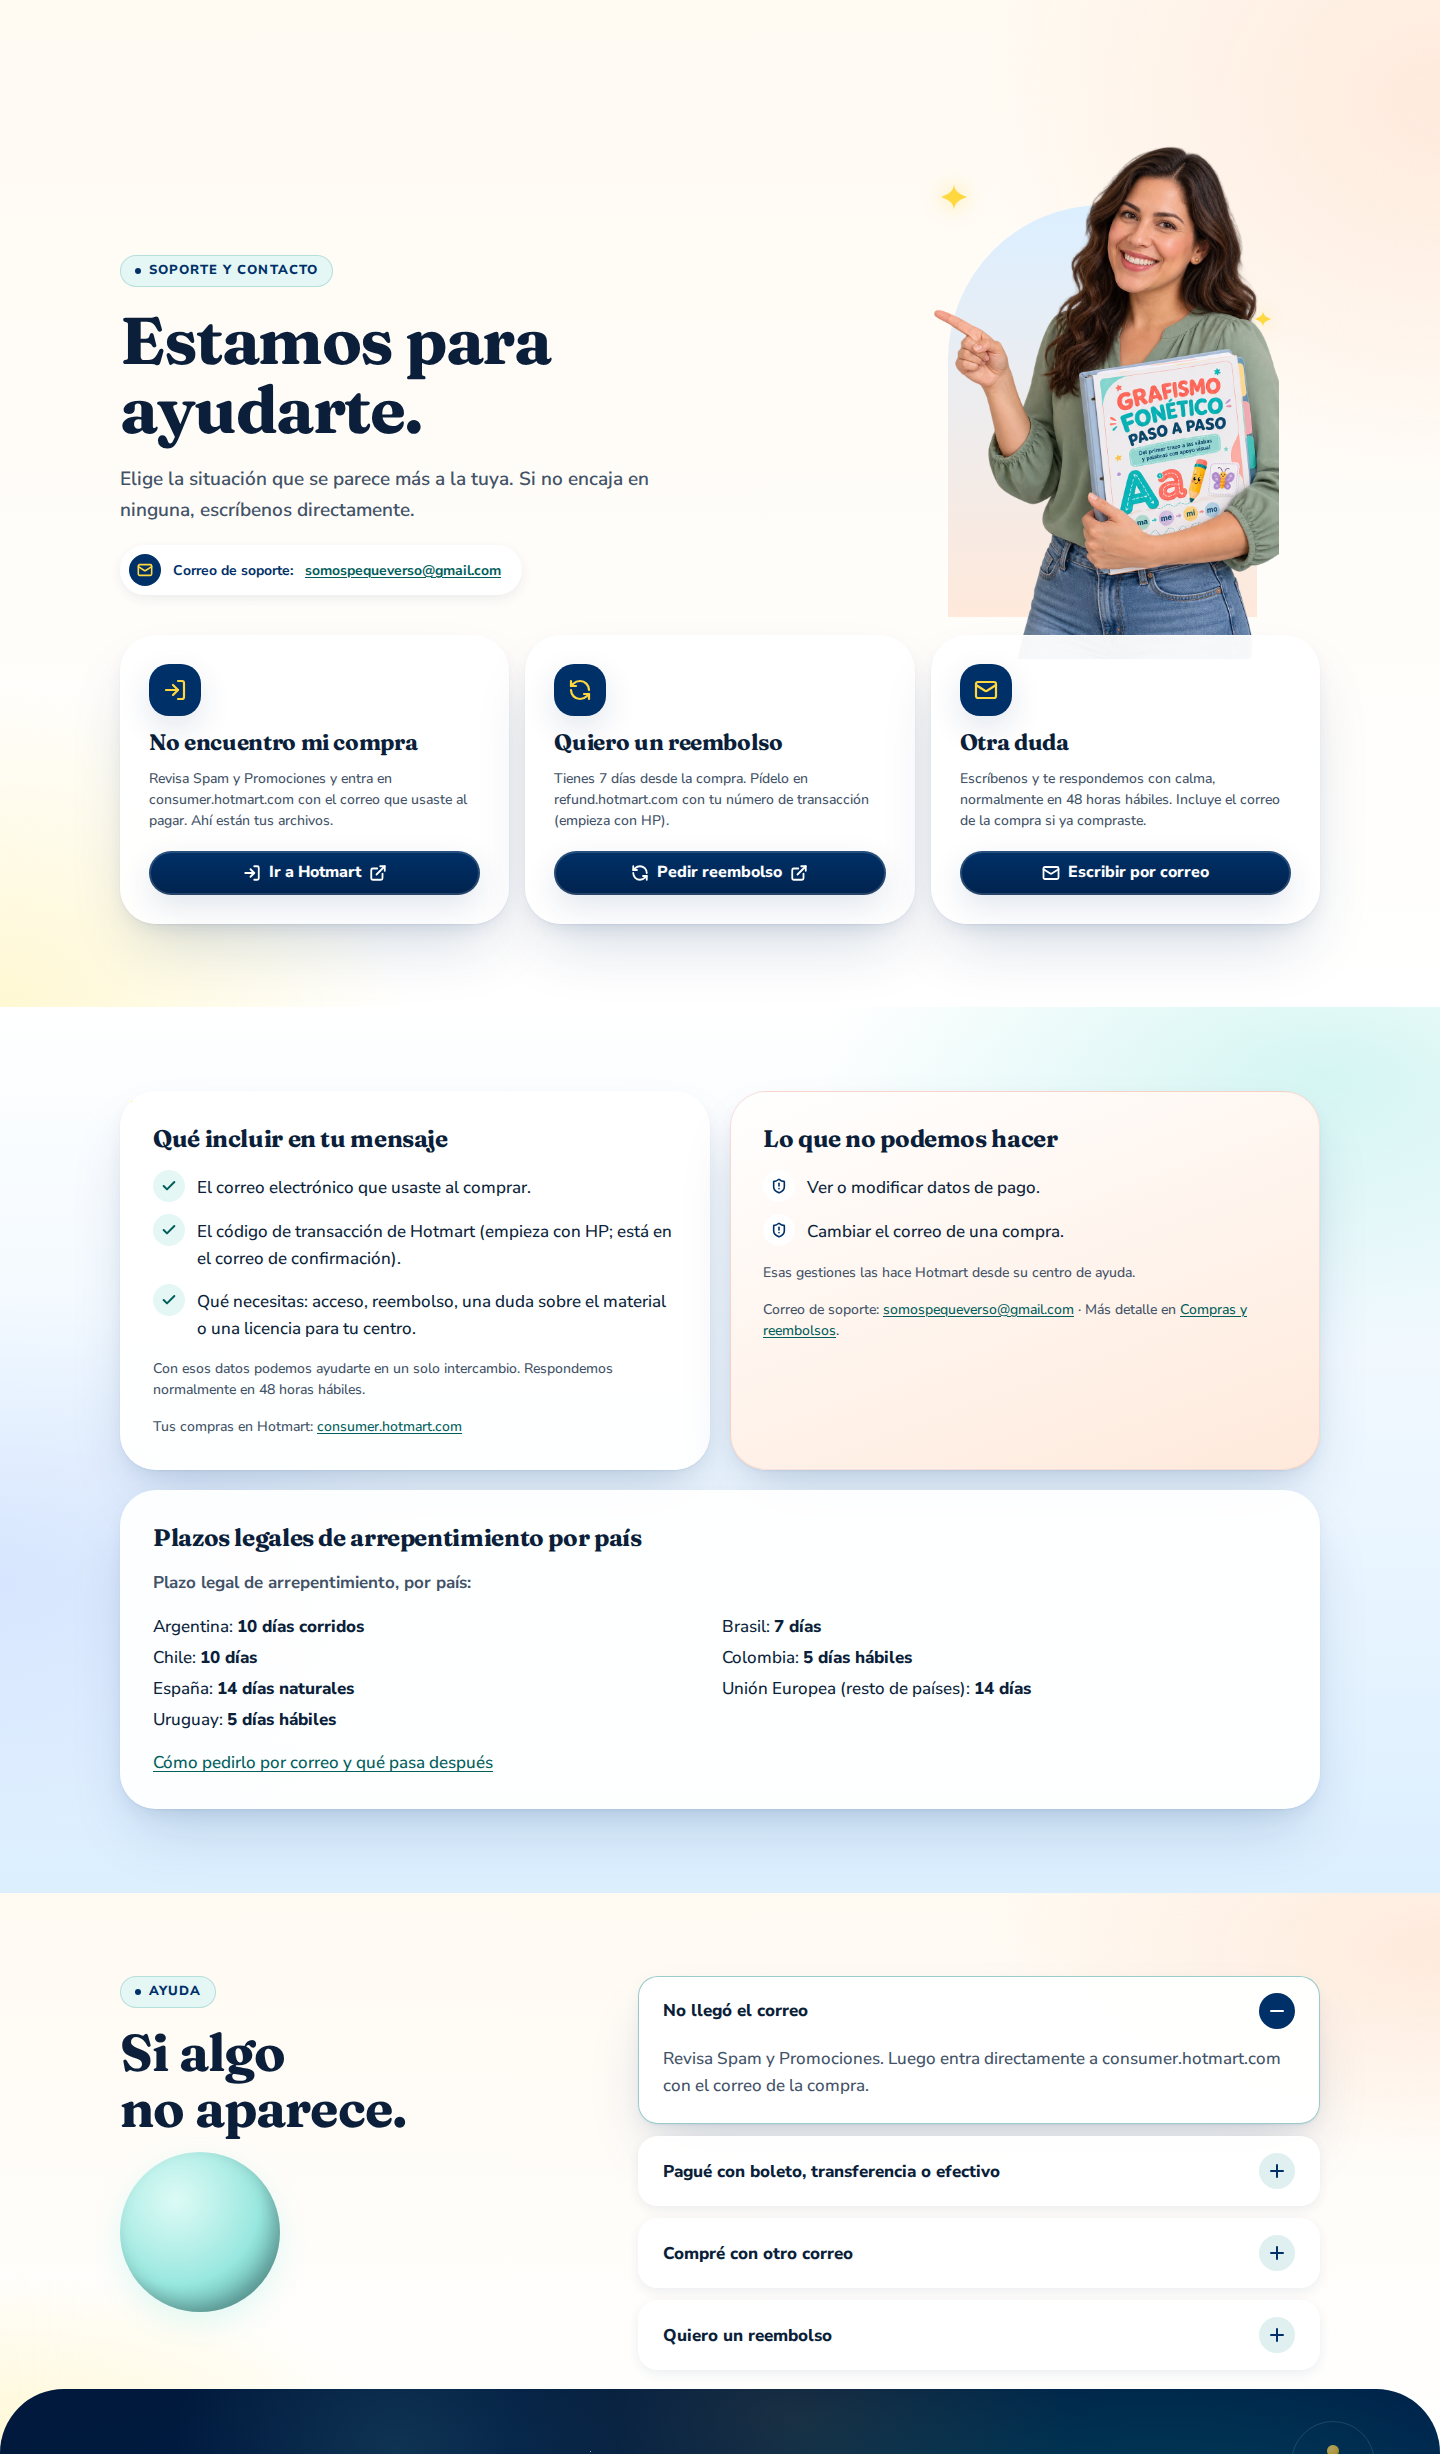 SOPORTE Y CONTACTO
Estamos para
ayudarte.
Elige la situación que se parece más a la tuya. Si no encaja en
ninguna, escríbenos directamente.
Correo de soporte: somospequeverso@gmail.com
GRAFISMO
FONÉTICO
PASO A PASO
Del primer trazo a las sílabas
y palabras con apoyo visual
Aa
ma me mi mo
No encuentro mi compra
Revisa Spam y Promociones y entra en
consumer.hotmart.com con el correo que usaste al
pagar. Ahí están tus archivos.
Ir a Hotmart
Quiero un reembolso
Tienes 7 días desde la compra. Pídelo en
refund.hotmart.com con tu número de transacción
(empieza con HP).
Pedir reembolso
Otra duda
Escríbenos y te respondemos con calma,
normalmente en 48 horas hábiles. Incluye el correo
de la compra si ya compraste.
Escribir por correo
Qué incluir en tu mensaje
El correo electrónico que usaste al comprar.
El código de transacción de Hotmart (empieza con HP; está en
el correo de confirmación).
Qué necesitas: acceso, reembolso, una duda sobre el material
o una licencia para tu centro.
Con esos datos podemos ayudarte en un solo intercambio. Respondemos
normalmente en 48 horas hábiles.
Tus compras en Hotmart: consumer.hotmart.com
Lo que no podemos hacer
Ver o modificar datos de pago.
Cambiar el correo de una compra.
Esas gestiones las hace Hotmart desde su centro de ayuda.
Correo de soporte: somospequeverso@gmail.com · Más detalle en Compras y
reembolsos.
Plazos legales de arrepentimiento por país
Plazo legal de arrepentimiento, por país:
Argentina: 10 días corridos
Brasil: 7 días
Chile: 10 días
Colombia: 5 días hábiles
España: 14 días naturales
Unión Europea (resto de países): 14 días
Uruguay: 5 días hábiles
Cómo pedirlo por correo y qué pasa después
AYUDA
Si algo
no aparece.
No llegó el correo
Revisa Spam y Promociones. Luego entra directamente a consumer.hotmart.com
con el correo de la compra.
Pagué con boleto, transferencia o efectivo
Compré con otro correo
Quiero un reembolso